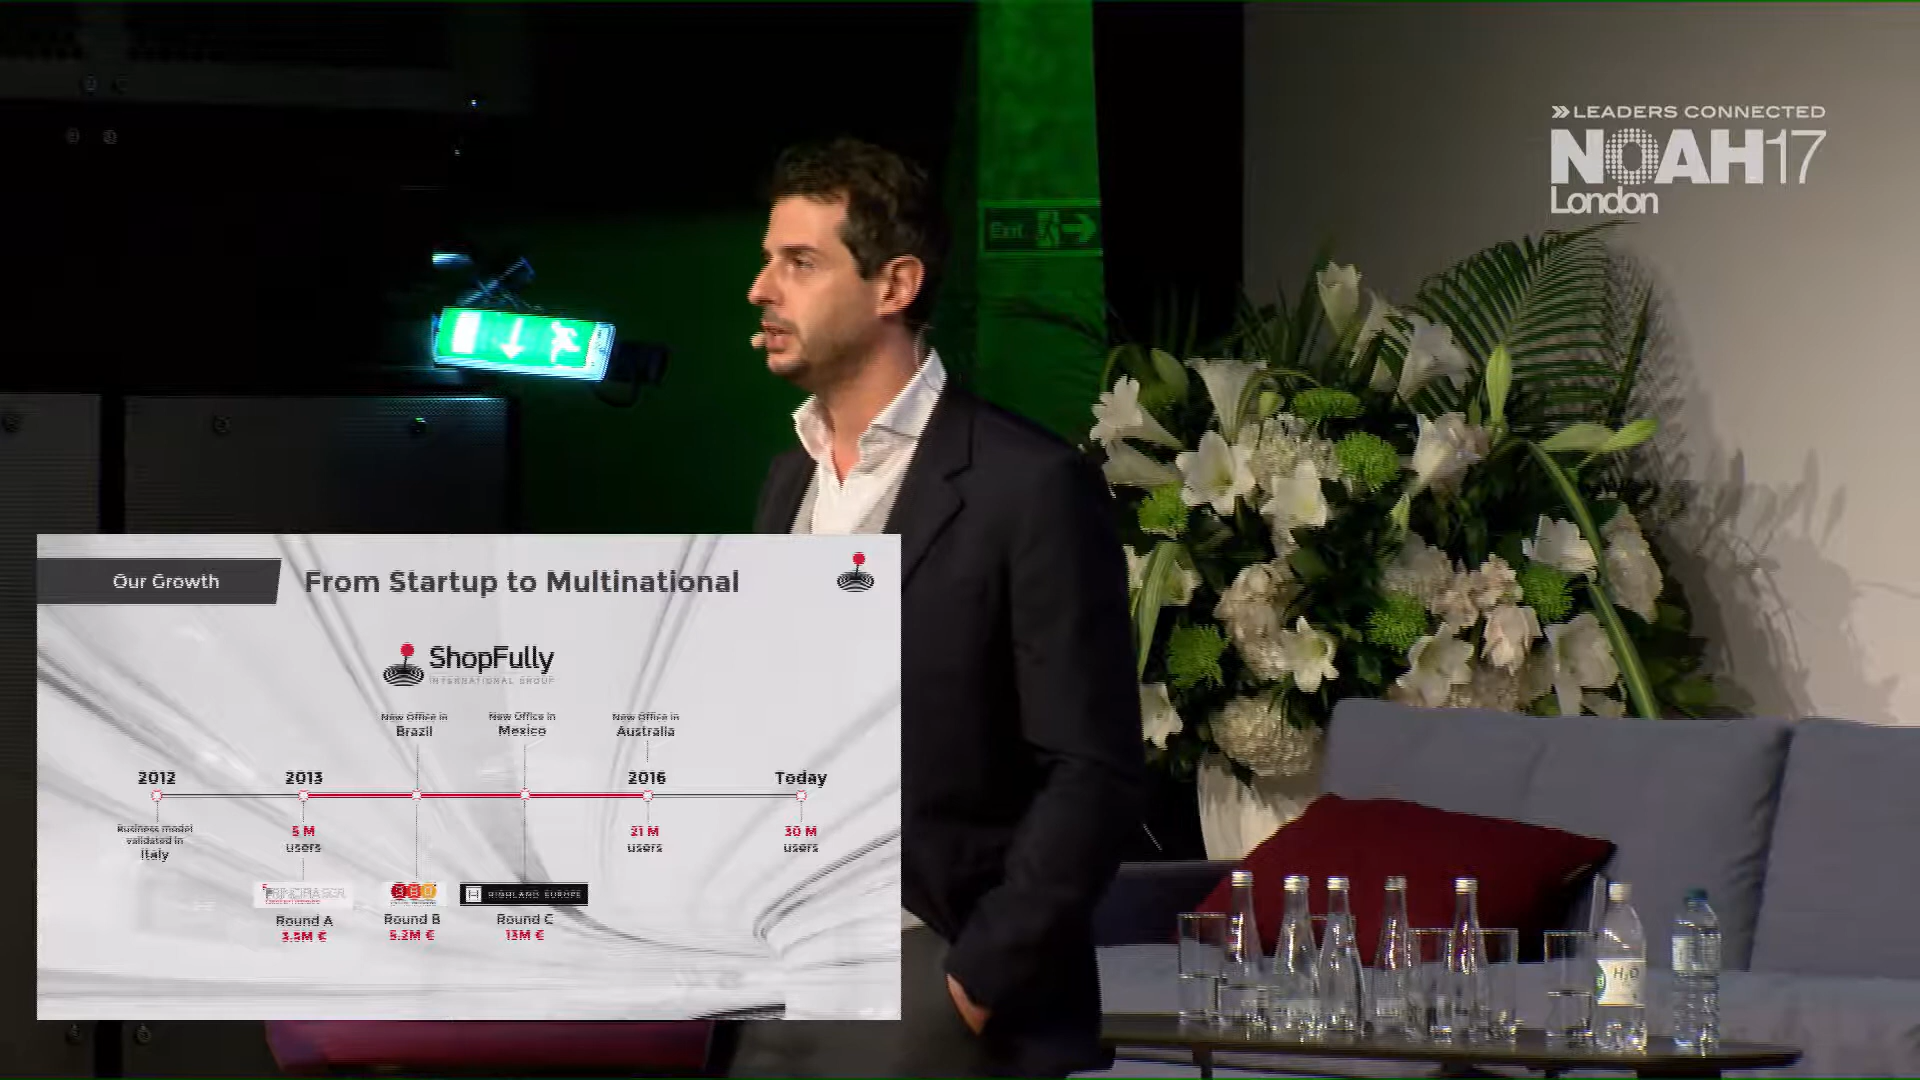 LEADERS CONNECTED
NOAH17
London
Exit
Our Growth
From Startup to Multinational
ShopFully
INTERNATIONAL GROUP
New Office in
Brazil
New Office in
Mexico
New Office in
Australia
2012
2013
2016
Today
Business model
validated in
Italy
5 M
users
21 M
users
30 M
users
HIGHLAND EUROPE
Round A
3.5M €
Round B
5.2M €
Round C
13M €
H2O